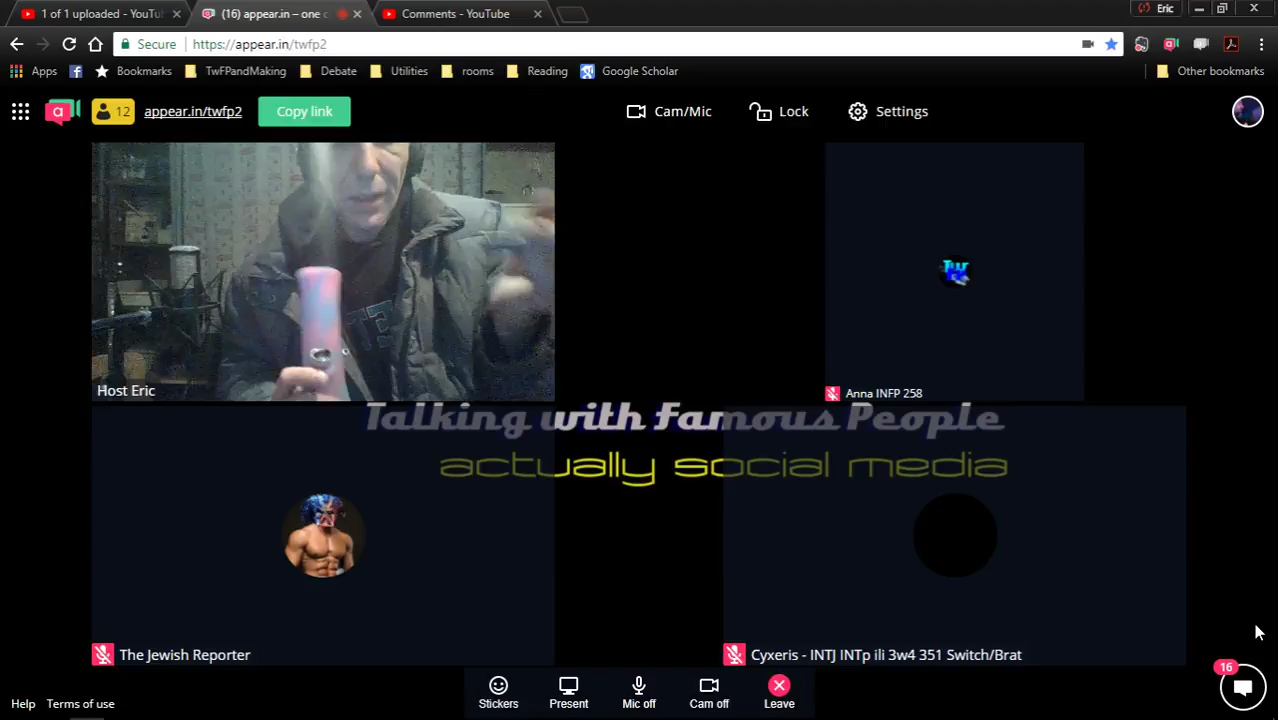 1 of 1 uploaded - YouTu
(16) appear.in – one c
Comments - YouTube
Eric
Secure
https://appear.in/twfp2
Apps
Bookmarks
TwFPandMaking
Debate
Utilities
rooms
Reading
Google Scholar
Other bookmarks
12
appear.in/twfp2
Copy link
Cam/Mic
Lock
Settings
Host Eric
Anna INFP 258
Talking with Famous People
actually social media
The Jewish Reporter
Cyxeris - INTJ INTp ili 3w4 351 Switch/Brat
16
Stickers
Present
Mic off
Cam off
Leave
Help
Terms of use